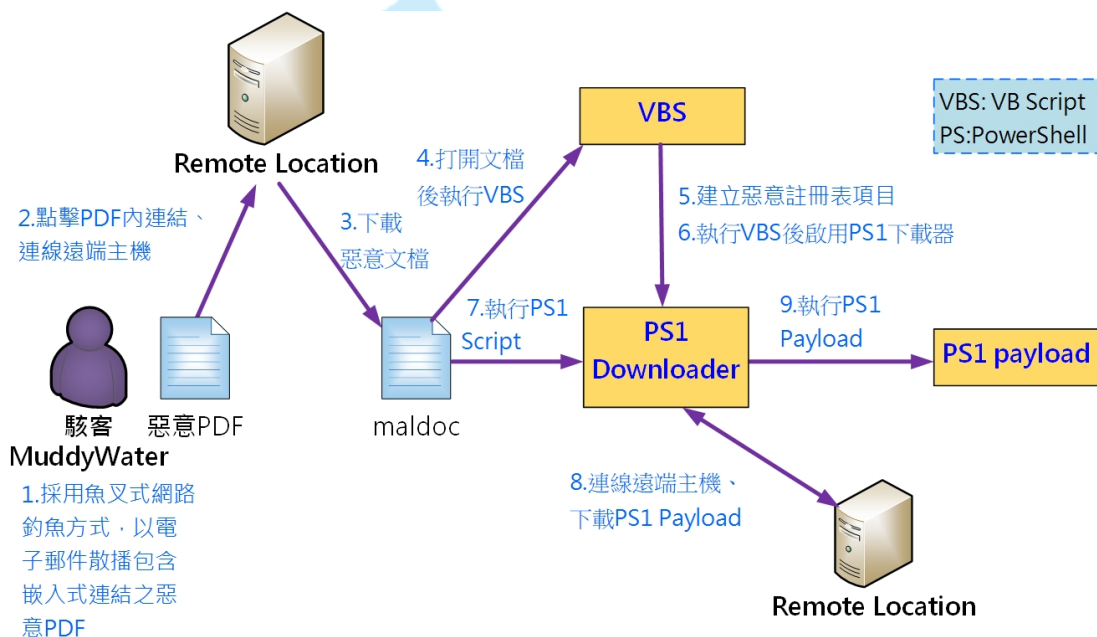 Remote Location
VBS
VBS: VB Script
PS:PowerShell
2.點擊PDF內連結、
連線遠端主機
3.下載
惡意文檔
4.打開文檔
後執行VBS
5.建立惡意註冊表項目
6.執行VBS後啟用PS1下載器
7.執行PS1
Script
PS1
Downloader
9.執行PS1
Payload
PS1 payload
駭客
MuddyWater
惡意PDF
maldoc
1.採用魚叉式網路
釣魚方式，以電
子郵件散播包含
嵌入式連結之惡
意PDF
8.連線遠端主機、
下載PS1 Payload
Remote Location